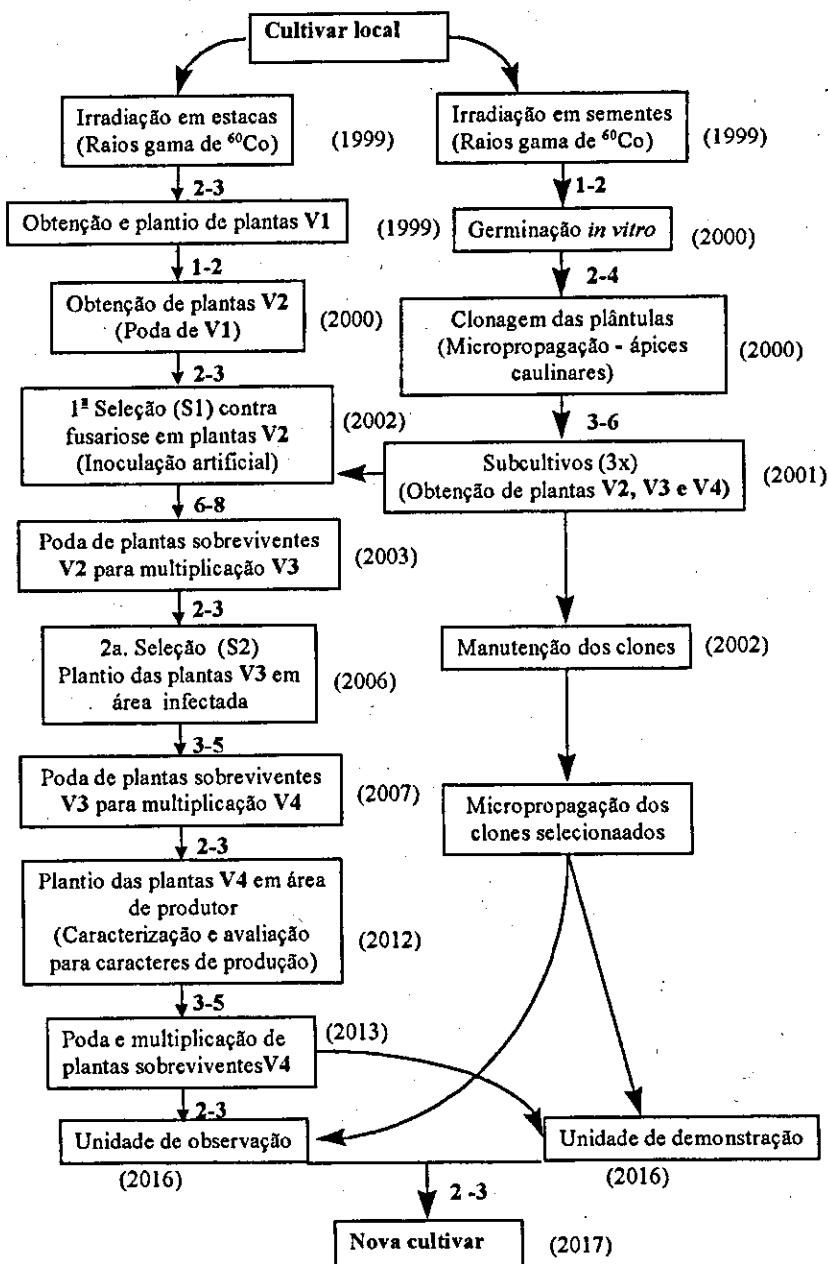 Cultivar local
Irradiação em estacas
(Raios gama de ⁶⁰Co)
(1999)
2-3
Obtenção e plantio de plantas V1
(1999)
1-2
Obtenção de plantas V2
(Poda de V1)
(2000)
2-3
1ª Seleção (S1) contra
fusariose em plantas V2
(Inoculação artificial)
(2002)
6-8
Poda de plantas sobreviventes
V2 para multiplicação V3
(2003)
2-3
2a. Seleção (S2)
Plantio das plantas V3 em
área infectada
(2006)
3-5
Poda de plantas sobreviventes
V3 para multiplicação V4
(2007)
2-3
Plantio das plantas V4 em área
de produtor
(Caracterização e avaliação
para caracteres de produção)
(2012)
3-5
Poda e multiplicação de
plantas sobreviventesV4
(2013)
2-3
Unidade de observação
(2016)
Irradiação em sementes
(Raios gama de ⁶⁰Co)
(1999)
1-2
Germinação in vitro
(2000)
2-4
Clonagem das plântulas
(Micropropagação - ápices
caulinares)
(2000)
3-6
Subcultivos (3x)
(Obtenção de plantas V2, V3 e V4)
(2001)
Manutenção dos clones
(2002)
Micropropagação dos
clones selecionaados
Unidade de demonstração
(2016)
2 -3
Nova cultivar
(2017)